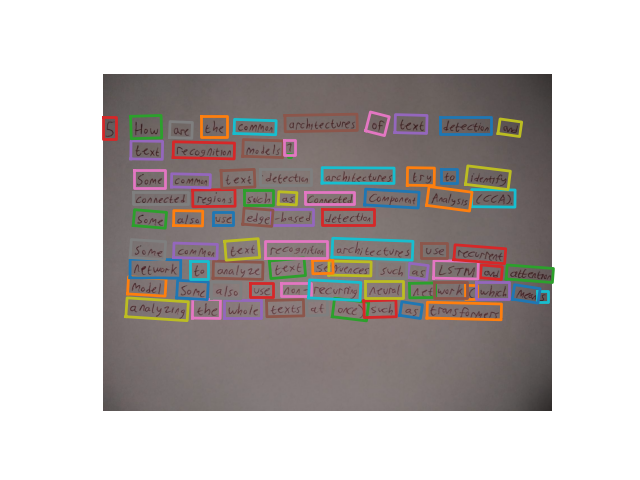 5 How are the common architectures of text detection and
text recognition models ?
Some common text detection architectures try to identify
connected regions such as Connected Component Analysis (CCA)
Some also use edge-based detection
Some common text recognition architectures use recurrent
Network to analyze text sequences such as LSTM and attention
Model Some also use non-recurring neural network ( which means
analyzing the whole texts at once) such as transformers